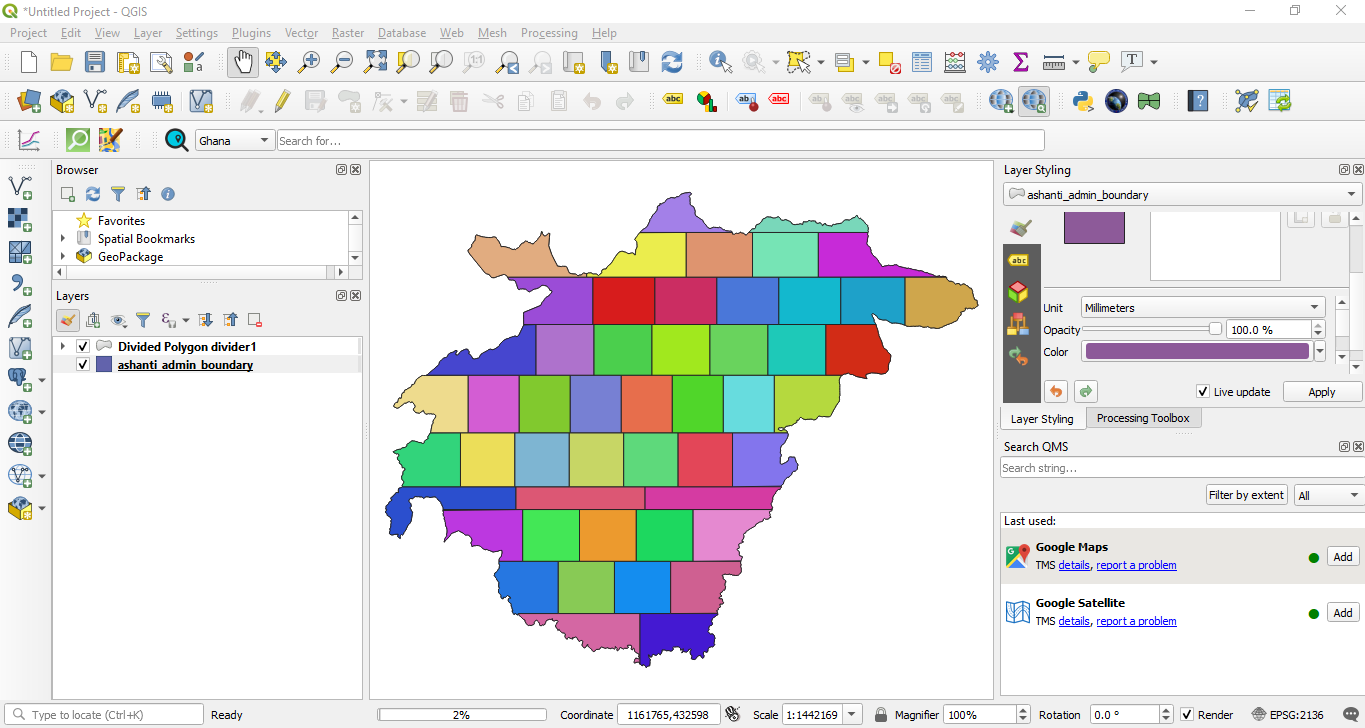 *Untitled Project - QGIS
Project Edit View Layer Settings Plugins Vector Raster Database Web Mesh Processing Help
abc abc abc
Ghana Search for...
Browser
Favorites
Spatial Bookmarks
GeoPackage
Layers
Divided Polygon divider1
ashanti_admin_boundary
Layer Styling
ashanti_admin_boundary
abc
Unit Millimeters
Opacity 100.0 %
Color
Live update Apply
Layer Styling Processing Toolbox
Search QMS
Search string...
Filter by extent All
Last used:
Google Maps
TMS details, report a problem Add
Google Satellite
TMS details, report a problem Add
Type to locate (Ctrl+K) Ready 2% Coordinate 1161765,432598 Scale 1:1442169 Magnifier 100% Rotation 0.0 ° Render EPSG:2136